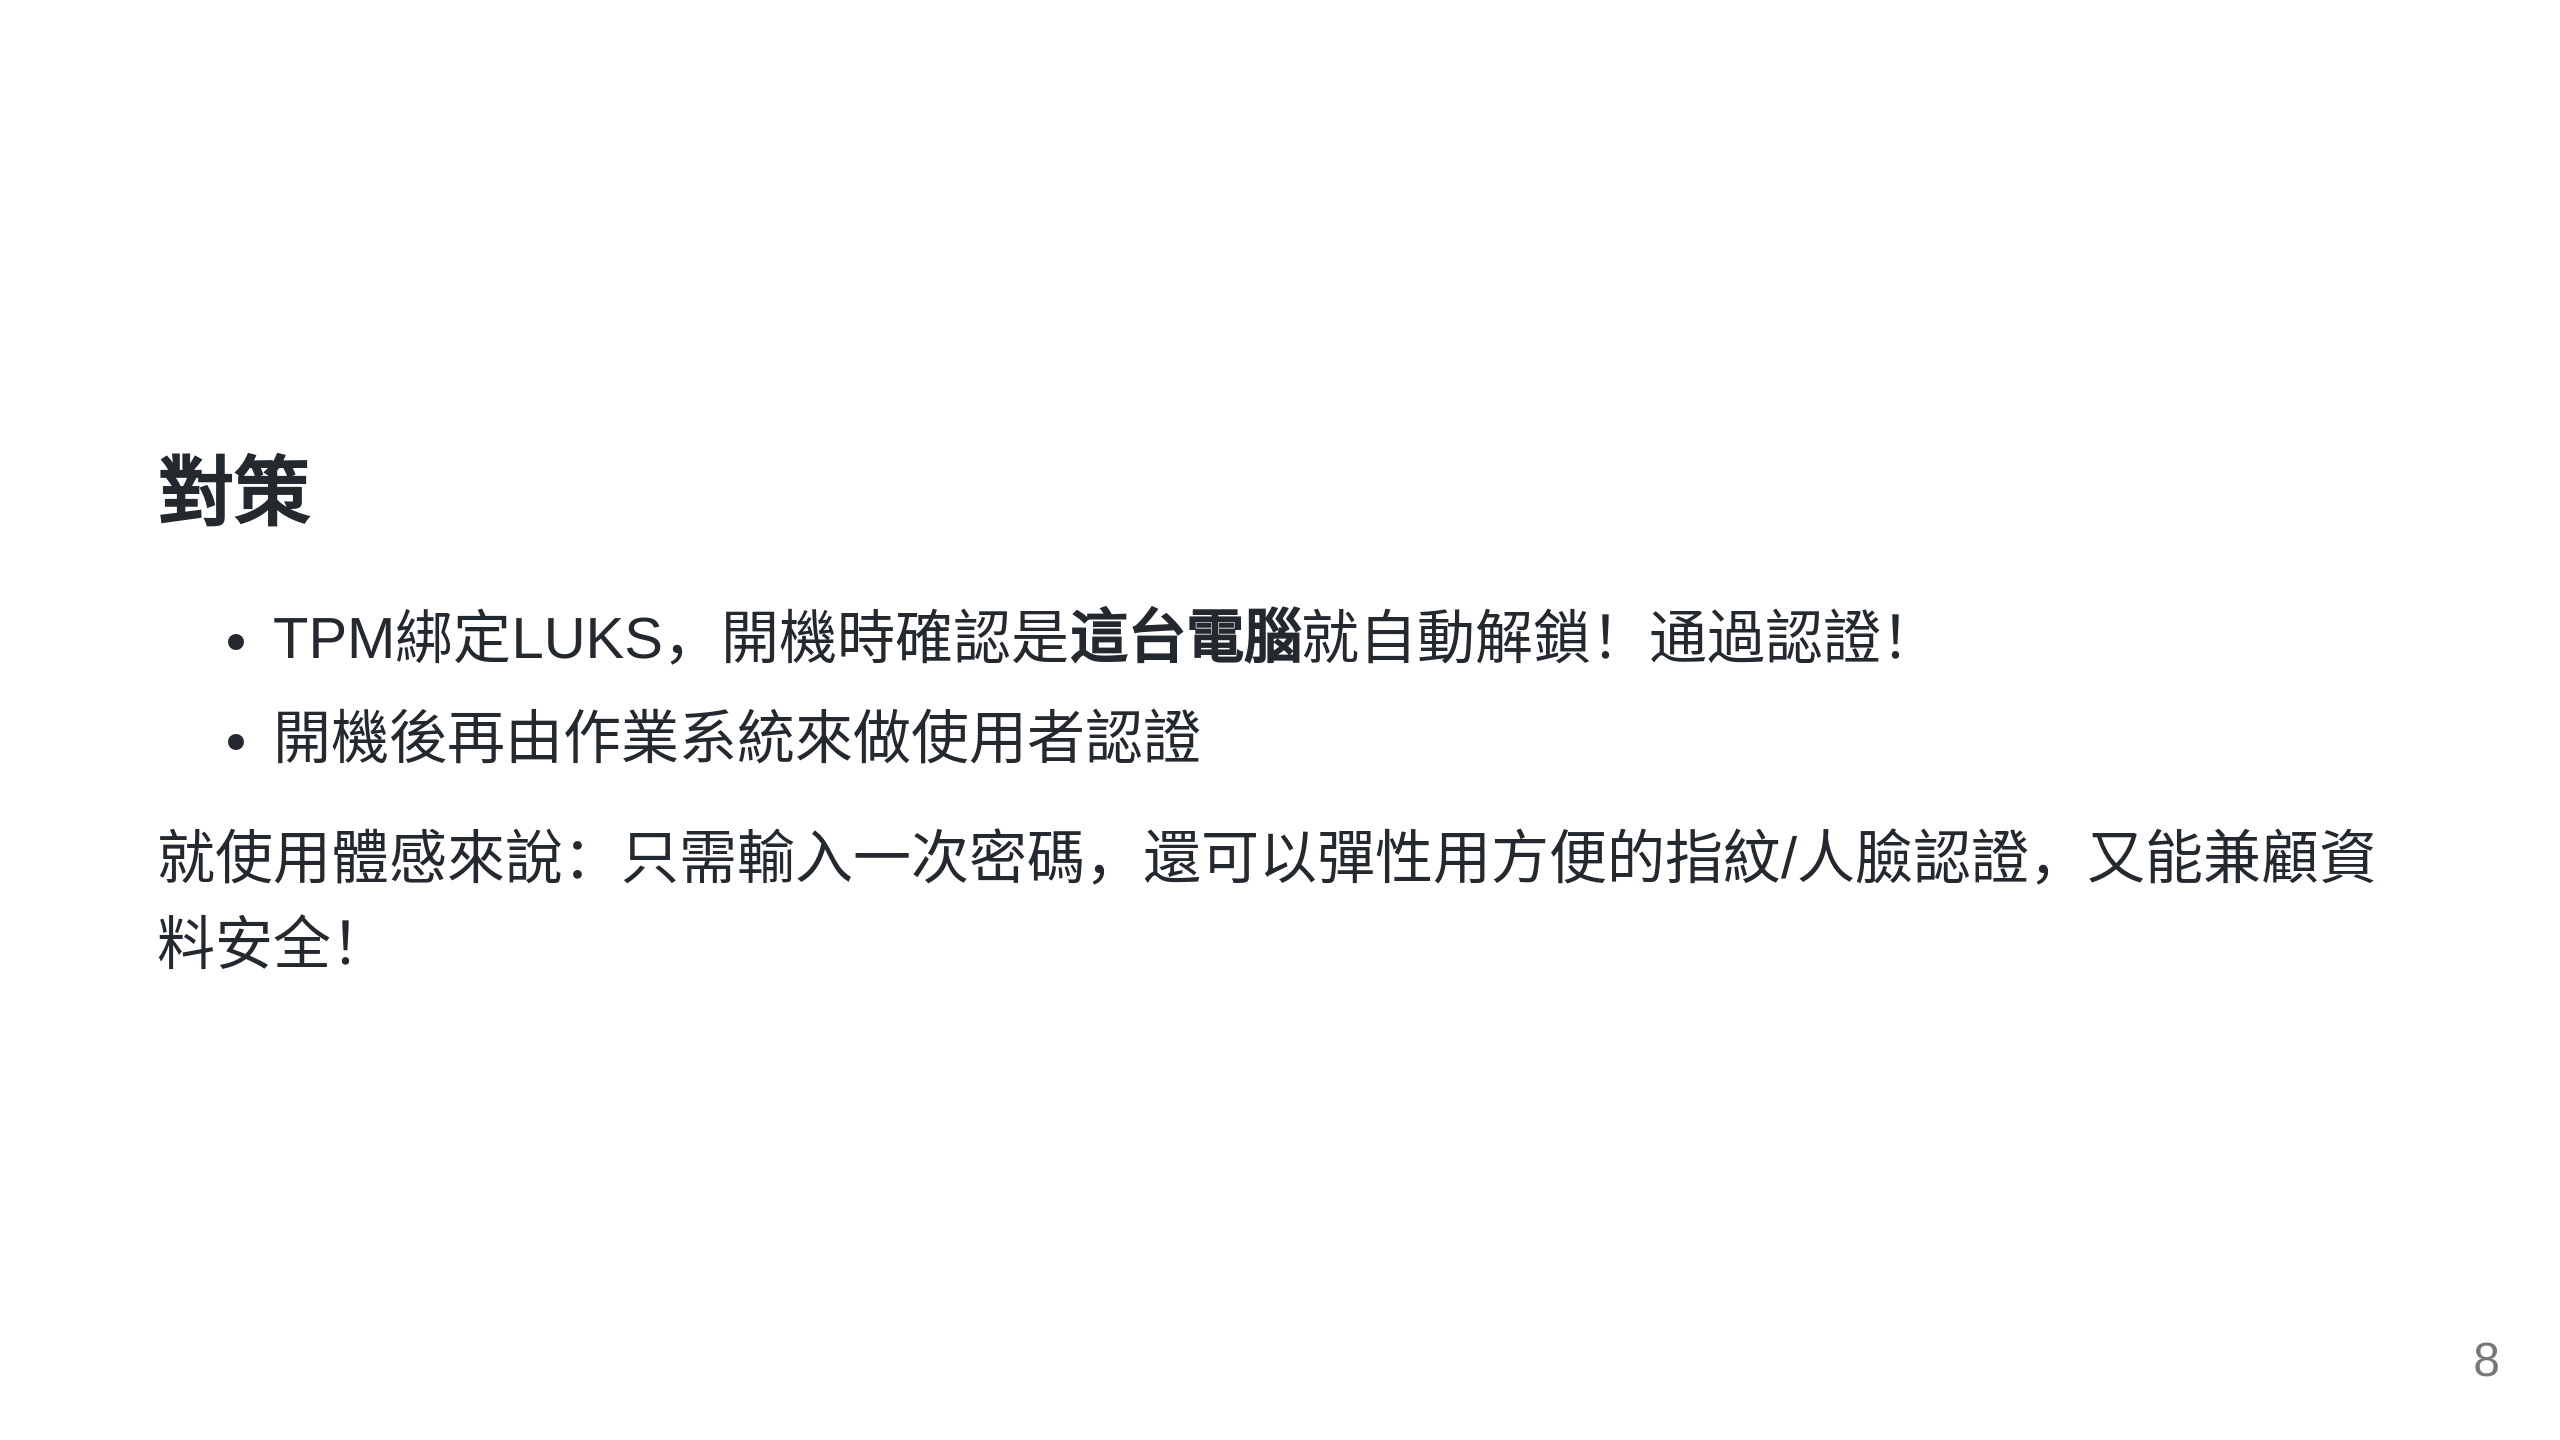 對策
• TPM綁定LUKS，開機時確認是這台電腦就自動解鎖！通過認證！
• 開機後再由作業系統來做使用者認證
就使用體感來說：只需輸入一次密碼，還可以彈性用方便的指紋/人臉認證，又能兼顧資
料安全！
8